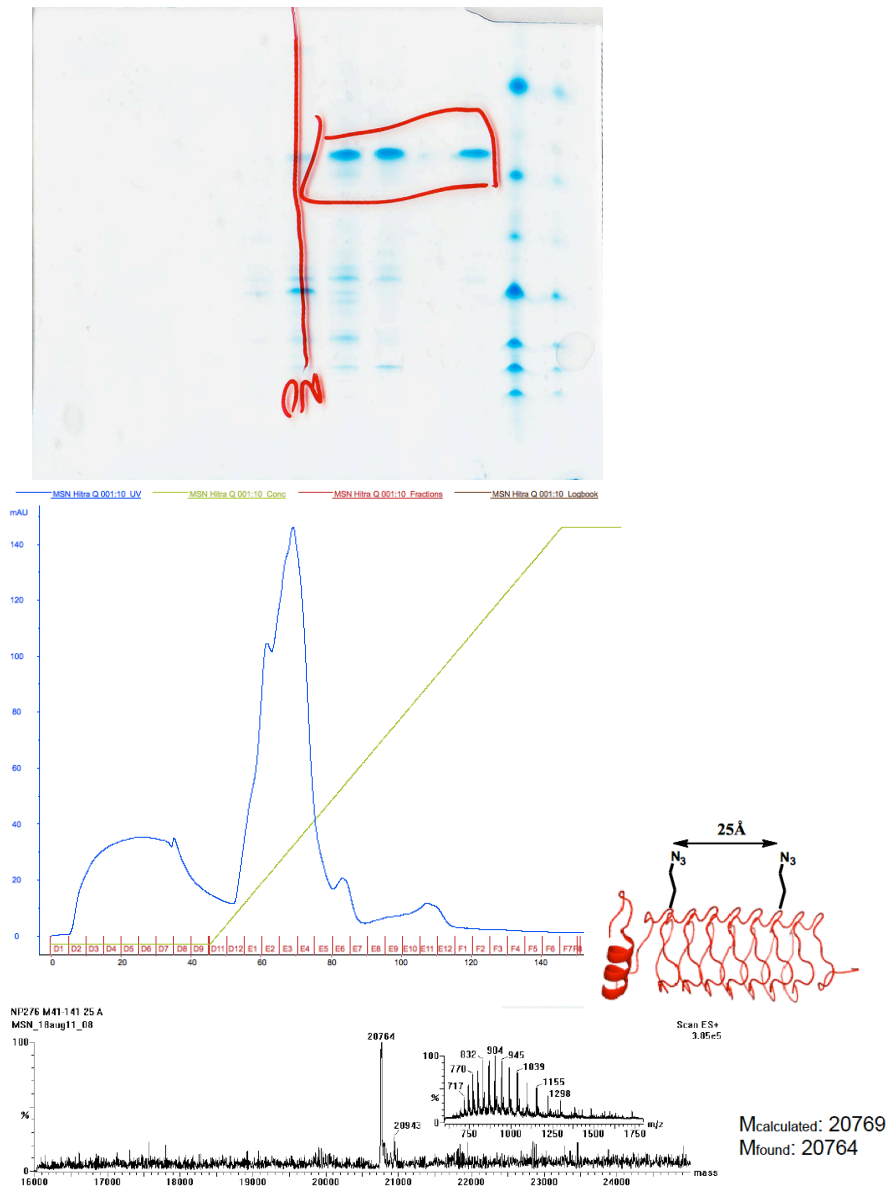 ON
MSN Hitra Q 001:10_UV MSN Hitra Q 001:10_Conc MSN Hitra Q 001:10_Fractions MSN Hitra Q 001:10_Logbook
mAU
140
120
100
80
60
40
20
0
D1 D2 D3 D4 D5 D6 D7 D8 D9 D11 D12 E1 E2 E3 E4 E5 E6 E7 E8 E9 E10 E11 E12 F1 F2 F3 F4 F5 F6 F7 F8
0 20 40 60 80 100 120 140
25Å
N3 N3
NP276 M41-141 25 A
MSN_18aug11_08
Scan ES+
3.05e5
100
%
0
20764
20943
100
%
0
717
770
832
904
945
1039
1155
1298
750 1000 1250 1500 1750 m/z
16000 17000 18000 19000 20000 21000 22000 23000 24000 mass
Mcalculated: 20769
Mfound: 20764